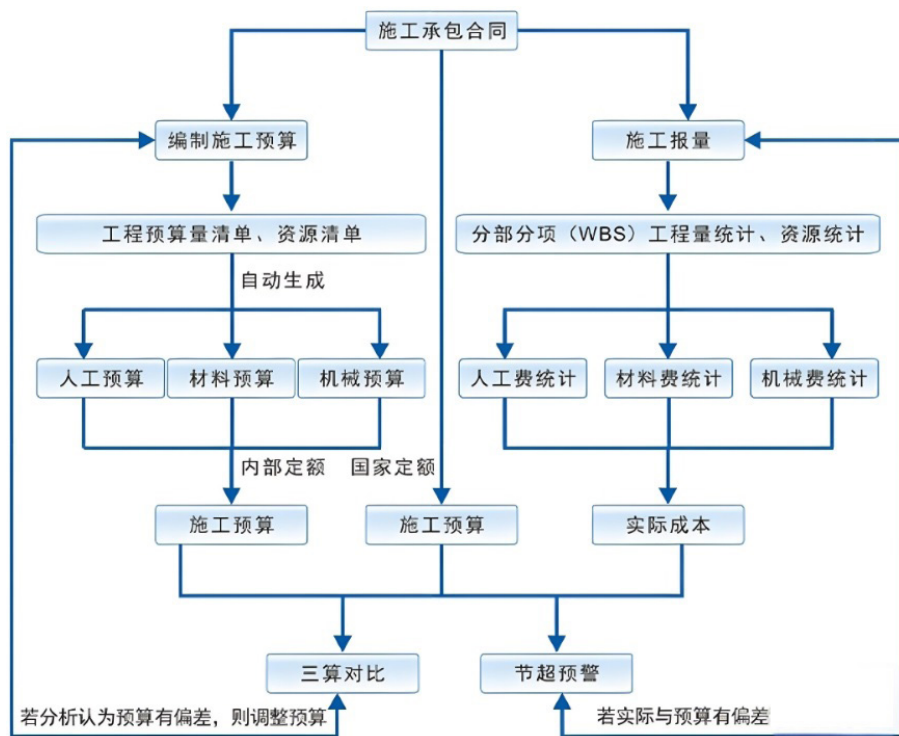 施工承包合同
编制施工预算
施工报量
工程预算量清单、资源清单
分部分项（WBS）工程量统计、资源统计
自动生成
人工预算
材料预算
机械预算
人工费统计
材料费统计
机械费统计
内部定额
国家定额
施工预算
施工预算
实际成本
三算对比
节超预警
若分析认为预算有偏差，则调整预算
若实际与预算有偏差